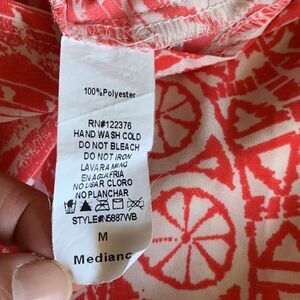 100%Polyester
RN#122376
HAND WASH COLD
DO NOT BLEACH
DO NOT IRON
LAVAR A MANO
EN AGUA FRIA
NO USAR CLORO
NO PLANCHAR
STYLE#N5887WB
M
Medianc